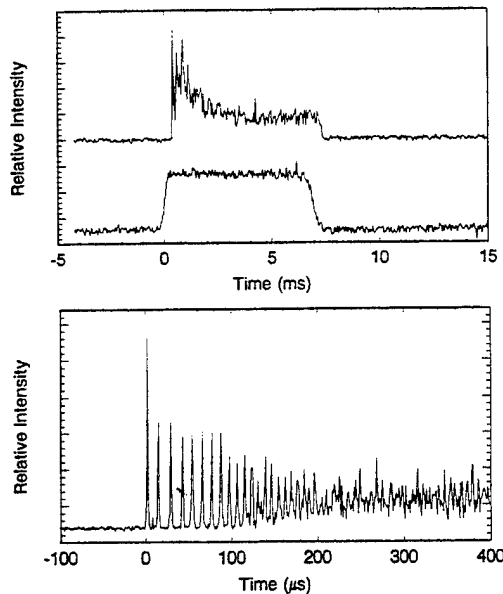 Relative Intensity
-5 0 5 10 15
Time (ms)
Relative Intensity
-100 0 100 200 300 400
Time (μs)